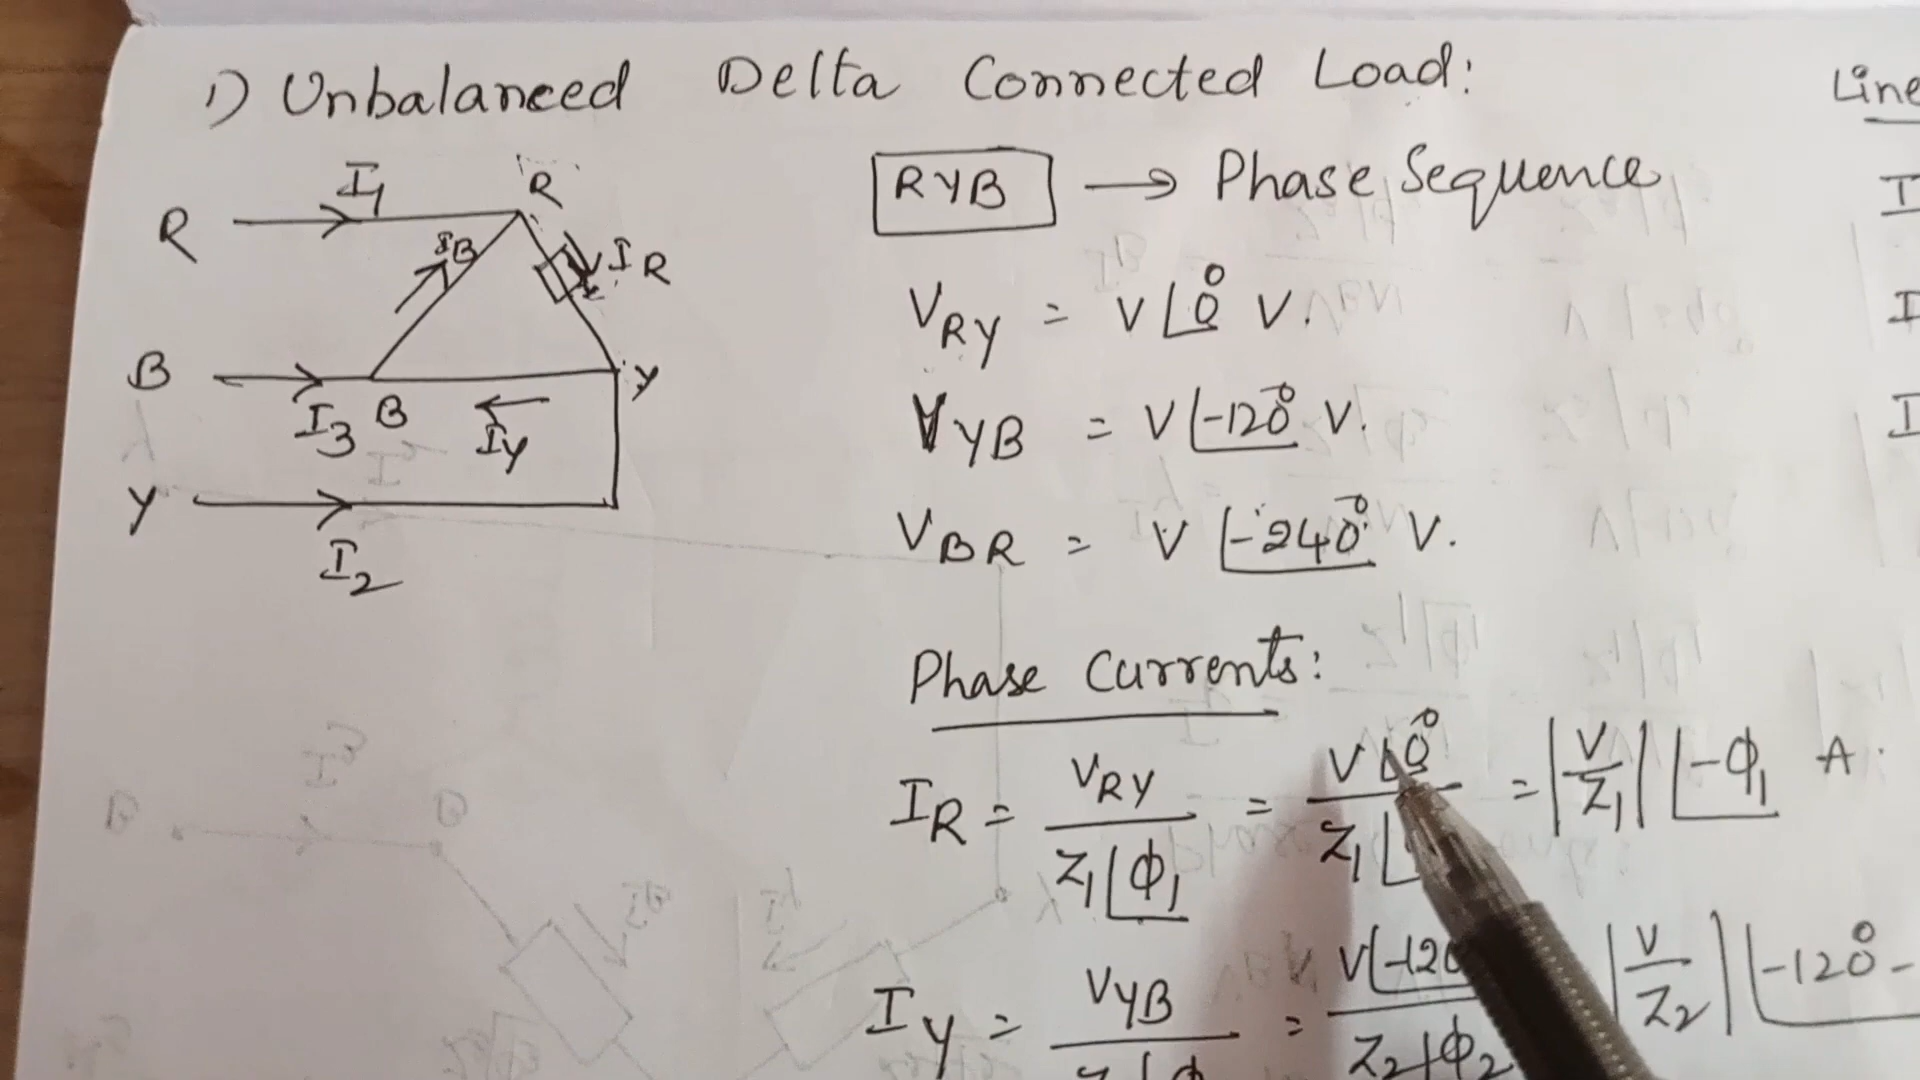 1) Unbalanced Delta Connected Load:
Line
R I1 R
IB IR
B I3 B IY Y
Y I2
RYB → Phase Sequence
VRY = V∠0° V.
VYB = V∠-120° V.
VBR = V∠-240° V.
I
I
I
Phase Currents:
IR = VRY / Z1∠φ1 = V∠0° / Z1∠ = |V/Z1| ∠-φ1 A.
IY = VYB / = V∠-120 / Z2∠φ2 |V/Z2| ∠-120° -